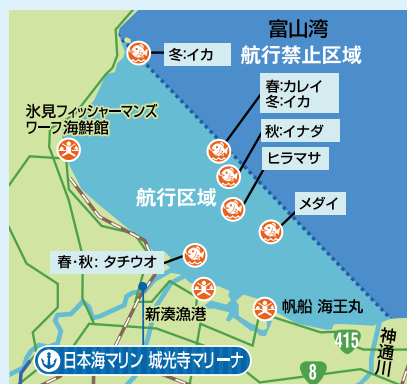 富山湾
航行禁止区域
冬:イカ
春:カレイ
冬:イカ
氷見フィッシャーマンズ
ワーフ海鮮館
秋:イナダ
ヒラマサ
航行区域
メダイ
春・秋: タチウオ
新湊漁港
帆船 海王丸
415
神通川
日本海マリン 城光寺マリーナ
8